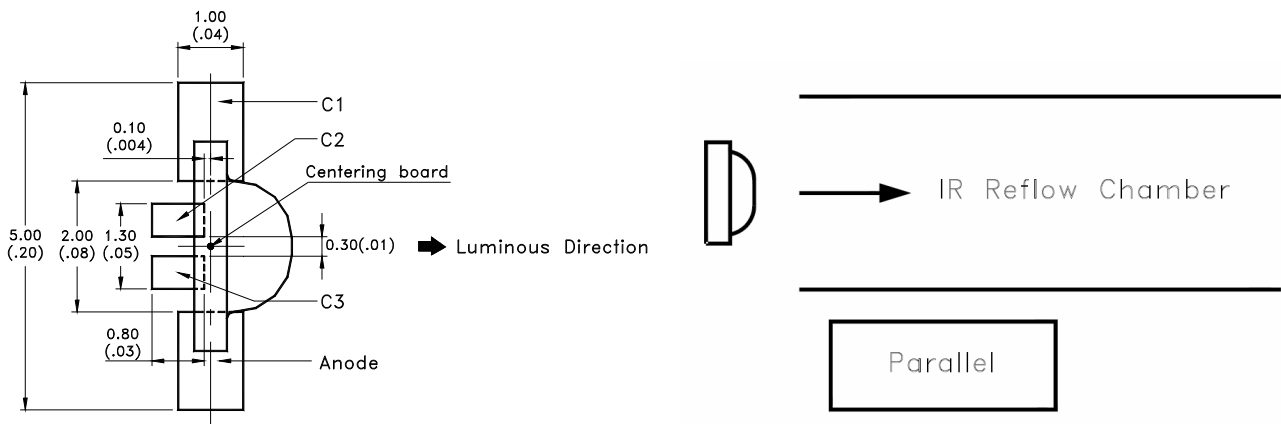 1.00
(.04)
C1
0.10
(.004)
C2
Centering board
5.00
(.20)
2.00
(.08)
1.30
(.05)
0.30(.01)
Luminous Direction
C3
0.80
(.03)
Anode
IR Reflow Chamber
Parallel